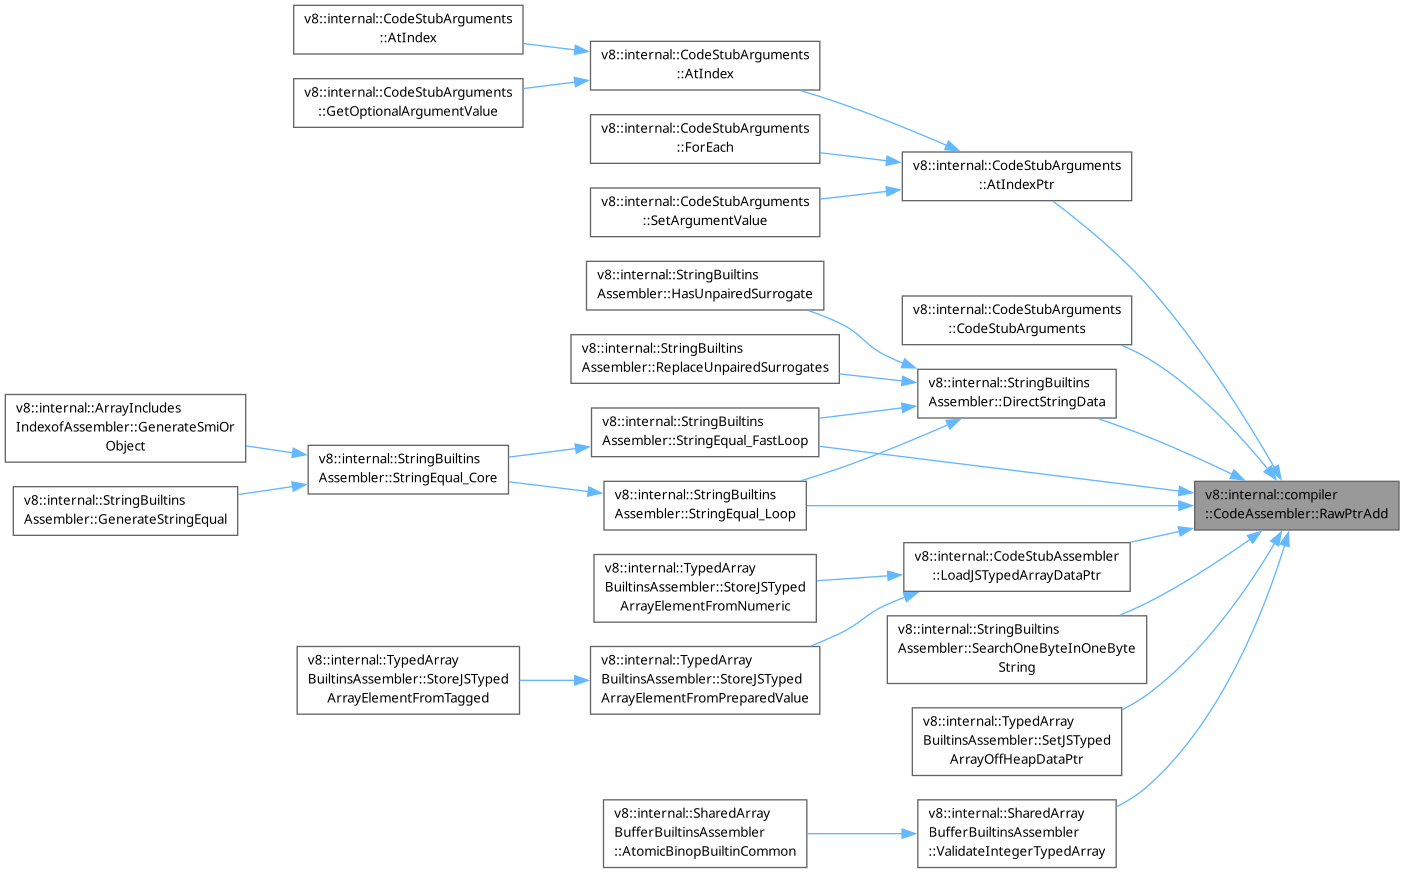 v8::internal::CodeStubArguments
::AtIndex
v8::internal::CodeStubArguments
::GetOptionalArgumentValue
v8::internal::CodeStubArguments
::AtIndex
v8::internal::CodeStubArguments
::ForEach
v8::internal::CodeStubArguments
::SetArgumentValue
v8::internal::CodeStubArguments
::AtIndexPtr
v8::internal::StringBuiltins
Assembler::HasUnpairedSurrogate
v8::internal::CodeStubArguments
::CodeStubArguments
v8::internal::StringBuiltins
Assembler::ReplaceUnpairedSurrogates
v8::internal::StringBuiltins
Assembler::DirectStringData
v8::internal::ArrayIncludes
IndexofAssembler::GenerateSmiOr
Object
v8::internal::StringBuiltins
Assembler::GenerateStringEqual
v8::internal::StringBuiltins
Assembler::StringEqual_Core
v8::internal::StringBuiltins
Assembler::StringEqual_FastLoop
v8::internal::StringBuiltins
Assembler::StringEqual_Loop
v8::internal::compiler
::CodeAssembler::RawPtrAdd
v8::internal::TypedArray
BuiltinsAssembler::StoreJSTyped
ArrayElementFromNumeric
v8::internal::CodeStubAssembler
::LoadJSTypedArrayDataPtr
v8::internal::StringBuiltins
Assembler::SearchOneByteInOneByte
String
v8::internal::TypedArray
BuiltinsAssembler::StoreJSTyped
ArrayElementFromTagged
v8::internal::TypedArray
BuiltinsAssembler::StoreJSTyped
ArrayElementFromPreparedValue
v8::internal::TypedArray
BuiltinsAssembler::SetJSTyped
ArrayOffHeapDataPtr
v8::internal::SharedArray
BufferBuiltinsAssembler
::AtomicBinopBuiltinCommon
v8::internal::SharedArray
BufferBuiltinsAssembler
::ValidateIntegerTypedArray